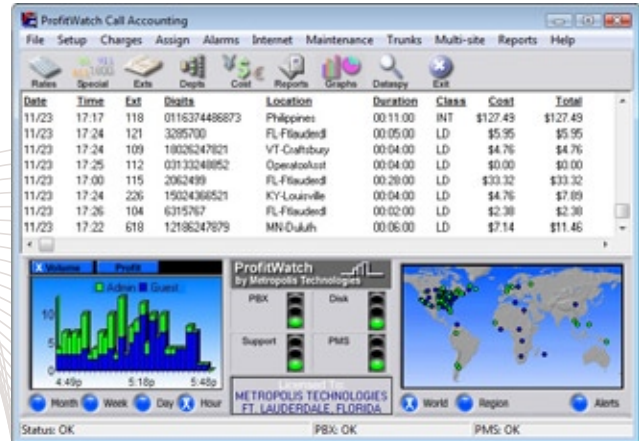 ProfitWatch Call Accounting
File Setup Charges Assign Alarms Internet Maintenance Trunks Multi-site Reports Help
Rates Special Exts Depts Cost Reports Graphs Dataspy Exit
Date Time Ext Digits Location Duration Class Cost Total
11/23 17:17 118 0116374486873 Philippines 00:11:00 INT $127.49 $127.49
11/23 17:24 121 3285700 FL-Ftlauderdl 00:05:00 LD $5.95 $5.95
11/23 17:24 109 18026247821 VT-Craftsbury 00:04:00 LD $4.76 $4.76
11/23 17:25 112 03133248852 OperatorAsst 00:04:00 LD $0.00 $0.00
11/23 17:00 115 2062499 FL-Ftlauderdl 00:28:00 LD $33.32 $33.32
11/23 17:24 226 15024366521 KY-Louisville 00:04:00 LD $4.76 $7.89
11/23 17:26 104 6315767 FL-Ftlauderdl 00:02:00 LD $2.38 $2.38
11/23 17:22 618 12186247879 MN-Duluth 00:06:00 LD $7.14 $11.46
X Volume Profit
Admin Guest
10
5
0
4:49p 5:18p 5:48p
Month Week Day X Hour
ProfitWatch
by Metropolis Technologies
PBX Disk
Support PMS
Licensed To:
METROPOLIS TECHNOLOGIES
FT. LAUDERDALE, FLORIDA
X World Region Alerts
Status: OK PBX: OK PMS: OK